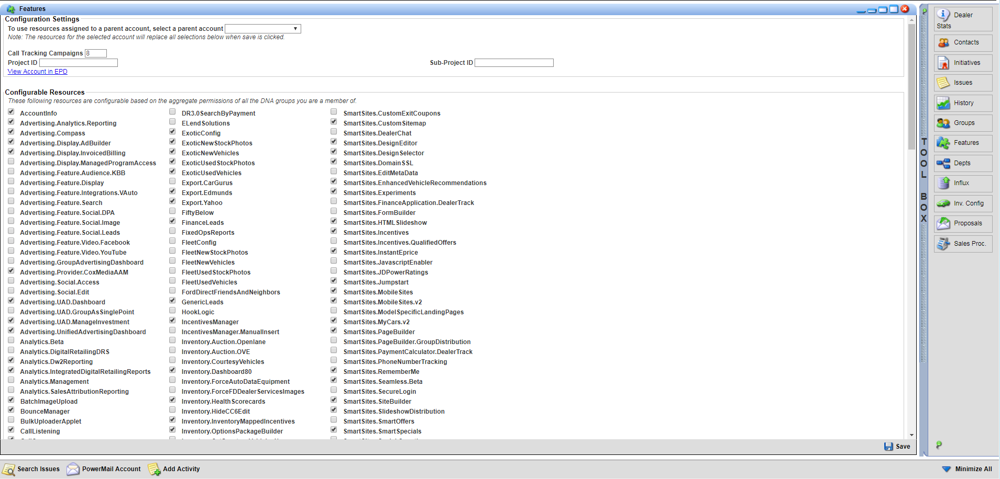 Features
Configuration Settings
To use resources assigned to a parent account, select a parent account
Note: The resources for the selected account will replace all selections below when save is clicked.
Call Tracking Campaigns 8
Project ID
Sub-Project ID
View Account in EPD
Configurable Resources
These following resources are configurable based on the aggregate permissions of all the DNA groups you are a member of.
AccountInfo
Advertising.Analytics.Reporting
Advertising.Compass
Advertising.Display.AdBuilder
Advertising.Display.InvoicedBilling
Advertising.Display.ManagedProgramAccess
Advertising.Feature.Audience.KBB
Advertising.Feature.Display
Advertising.Feature.Integrations.VAuto
Advertising.Feature.Search
Advertising.Feature.Social.DPA
Advertising.Feature.Social.Image
Advertising.Feature.Social.Leads
Advertising.Feature.Video.Facebook
Advertising.Feature.Video.YouTube
Advertising.GroupAdvertisingDashboard
Advertising.Provider.CoxMediaAAM
Advertising.Social.Access
Advertising.Social.Edit
Advertising.UAD.Dashboard
Advertising.UAD.GroupAsSinglePoint
Advertising.UAD.ManageInvestment
Advertising.UnifiedAdvertisingDashboard
Analytics.Beta
Analytics.DigitalRetailingDRS
Analytics.Dw2Reporting
Analytics.IntegratedDigitalRetailingReports
Analytics.Management
Analytics.SalesAttributionReporting
BatchImageUpload
BounceManager
BulkUploaderApplet
CallListening
DR3.0SearchByPayment
ELendSolutions
ExoticConfig
ExoticNewStockPhotos
ExoticNewVehicles
ExoticUsedStockPhotos
ExoticUsedVehicles
Export.CarGurus
Export.Edmunds
Export.Yahoo
FiftyBelow
FinanceLeads
FixedOpsReports
FleetConfig
FleetNewStockPhotos
FleetNewVehicles
FleetUsedStockPhotos
FleetUsedVehicles
FordDirectFriendsAndNeighbors
GenericLeads
HookLogic
IncentivesManager
IncentivesManager.ManualInsert
Inventory.Auction.Openlane
Inventory.Auction.OVE
Inventory.CourtesyVehicles
Inventory.Dashboard80
Inventory.ForceAutoDataEquipment
Inventory.ForceFDDealerServicesImages
Inventory.HealthScorecards
Inventory.HideCC6Edit
Inventory.InventoryMappedIncentives
Inventory.OptionsPackageBuilder
SmartSites.CustomExitCoupons
SmartSites.CustomSitemap
SmartSites.DealerChat
SmartSites.DesignEditor
SmartSites.DesignSelector
SmartSites.DomainSSL
SmartSites.EditMetaData
SmartSites.EnhancedVehicleRecommendations
SmartSites.Experiments
SmartSites.FinanceApplication.DealerTrack
SmartSites.FormBuilder
SmartSites.HTMLSlideshow
SmartSites.Incentives
SmartSites.Incentives.QualifiedOffers
SmartSites.InstantEprice
SmartSites.JavascriptEnabler
SmartSites.JDPowerRatings
SmartSites.Jumpstart
SmartSites.MobileSites
SmartSites.MobileSites.v2
SmartSites.ModelSpecificLandingPages
SmartSites.MyCars.v2
SmartSites.PageBuilder
SmartSites.PageBuilder.GroupDistribution
SmartSites.PaymentCalculator.DealerTrack
SmartSites.PhoneNumberTracking
SmartSites.RememberMe
SmartSites.Seamless.Beta
SmartSites.SecureLogin
SmartSites.SiteBuilder
SmartSites.SlideshowDistribution
SmartSites.SmartOffers
SmartSites.SmartSpecials
Save
TOOL BOX
Dealer
Stats
Contacts
Initiatives
Issues
History
Groups
Features
Depts
Influx
Inv. Config
Proposals
Sales Proc.
Search Issues
PowerMail Account
Add Activity
Minimize All